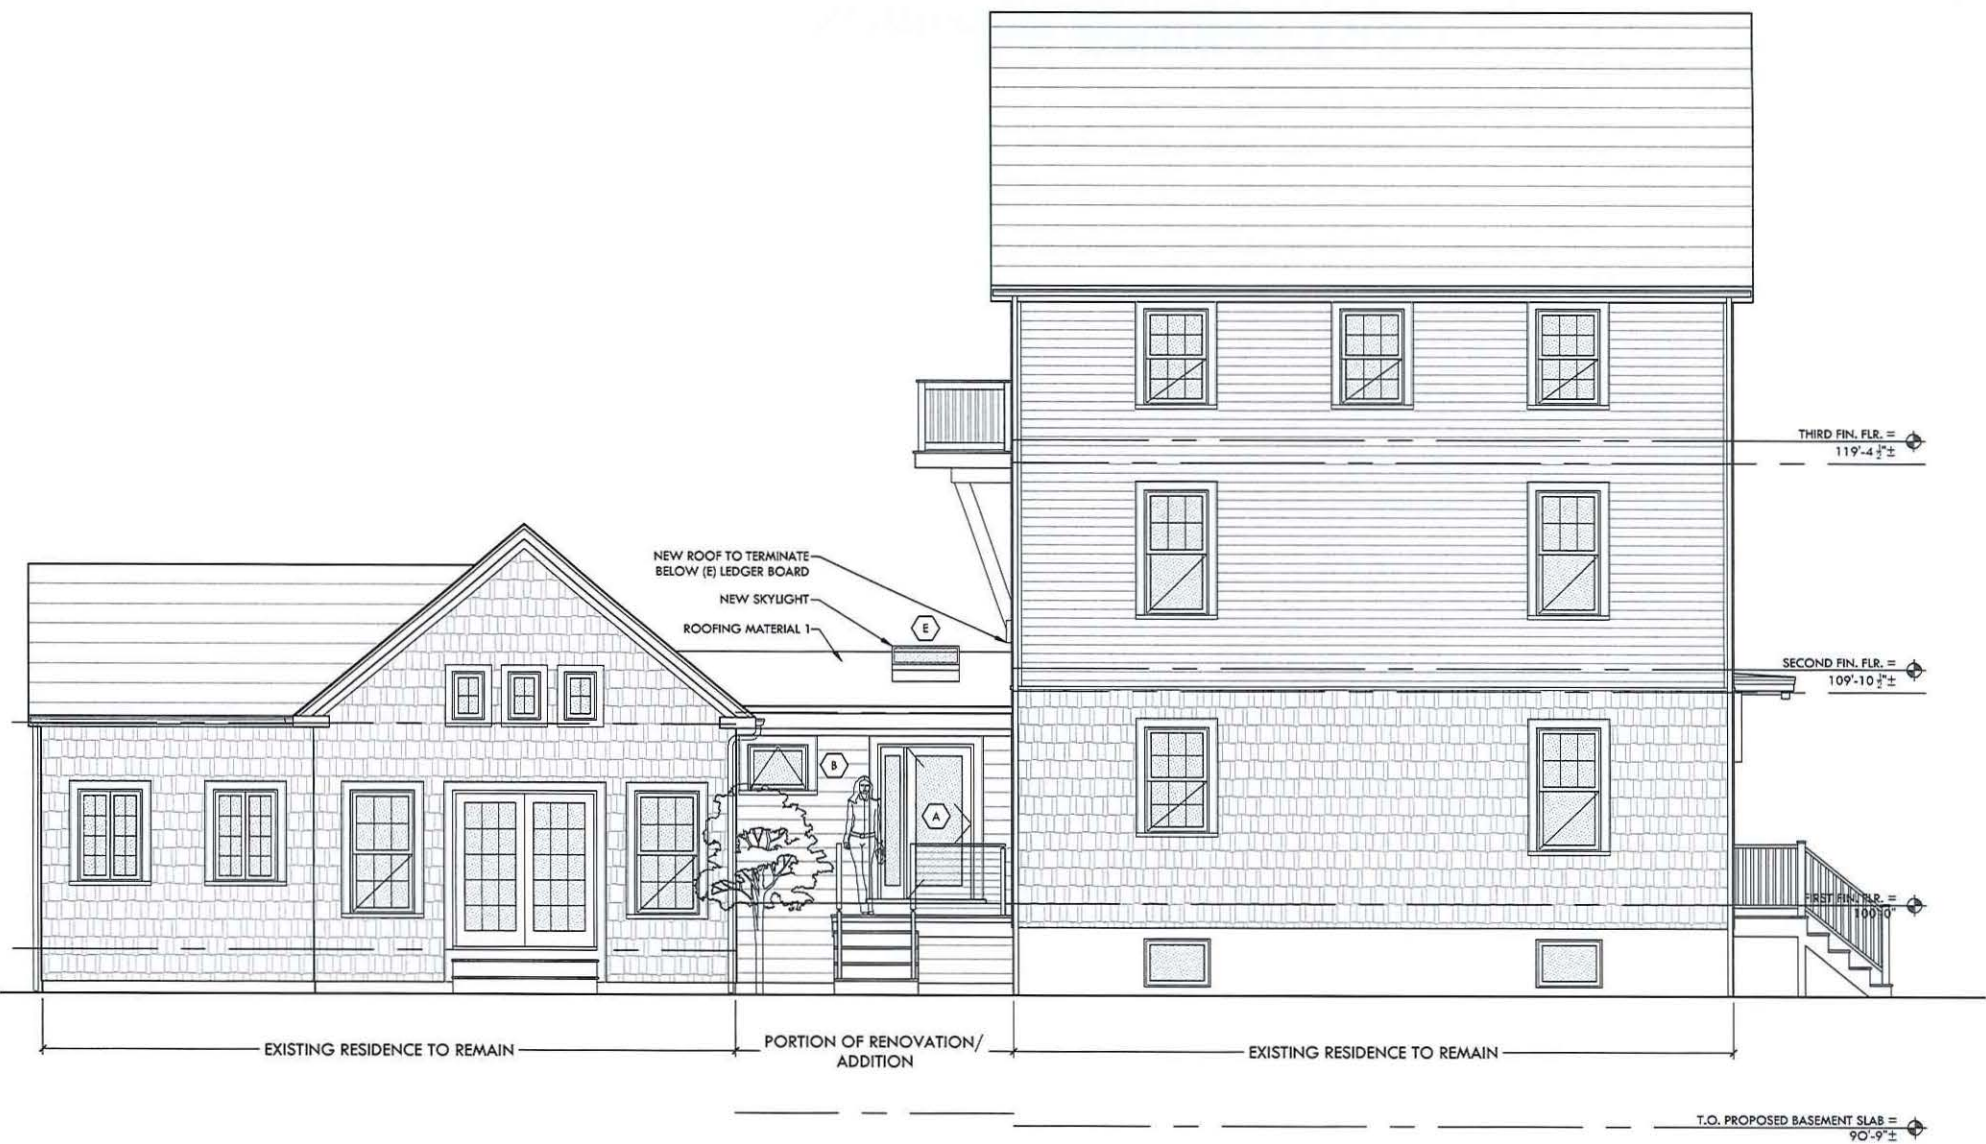 THIRD FIN. FLR. =
119'-4 ½"±
NEW ROOF TO TERMINATE
BELOW (E) LEDGER BOARD
NEW SKYLIGHT
E
ROOFING MATERIAL 1
SECOND FIN. FLR. =
109'-10 ½"±
B
A
FIRST FIN. FLR. =
100'-0"
EXISTING RESIDENCE TO REMAIN
PORTION OF RENOVATION/
ADDITION
EXISTING RESIDENCE TO REMAIN
T.O. PROPOSED BASEMENT SLAB =
90'-9"±